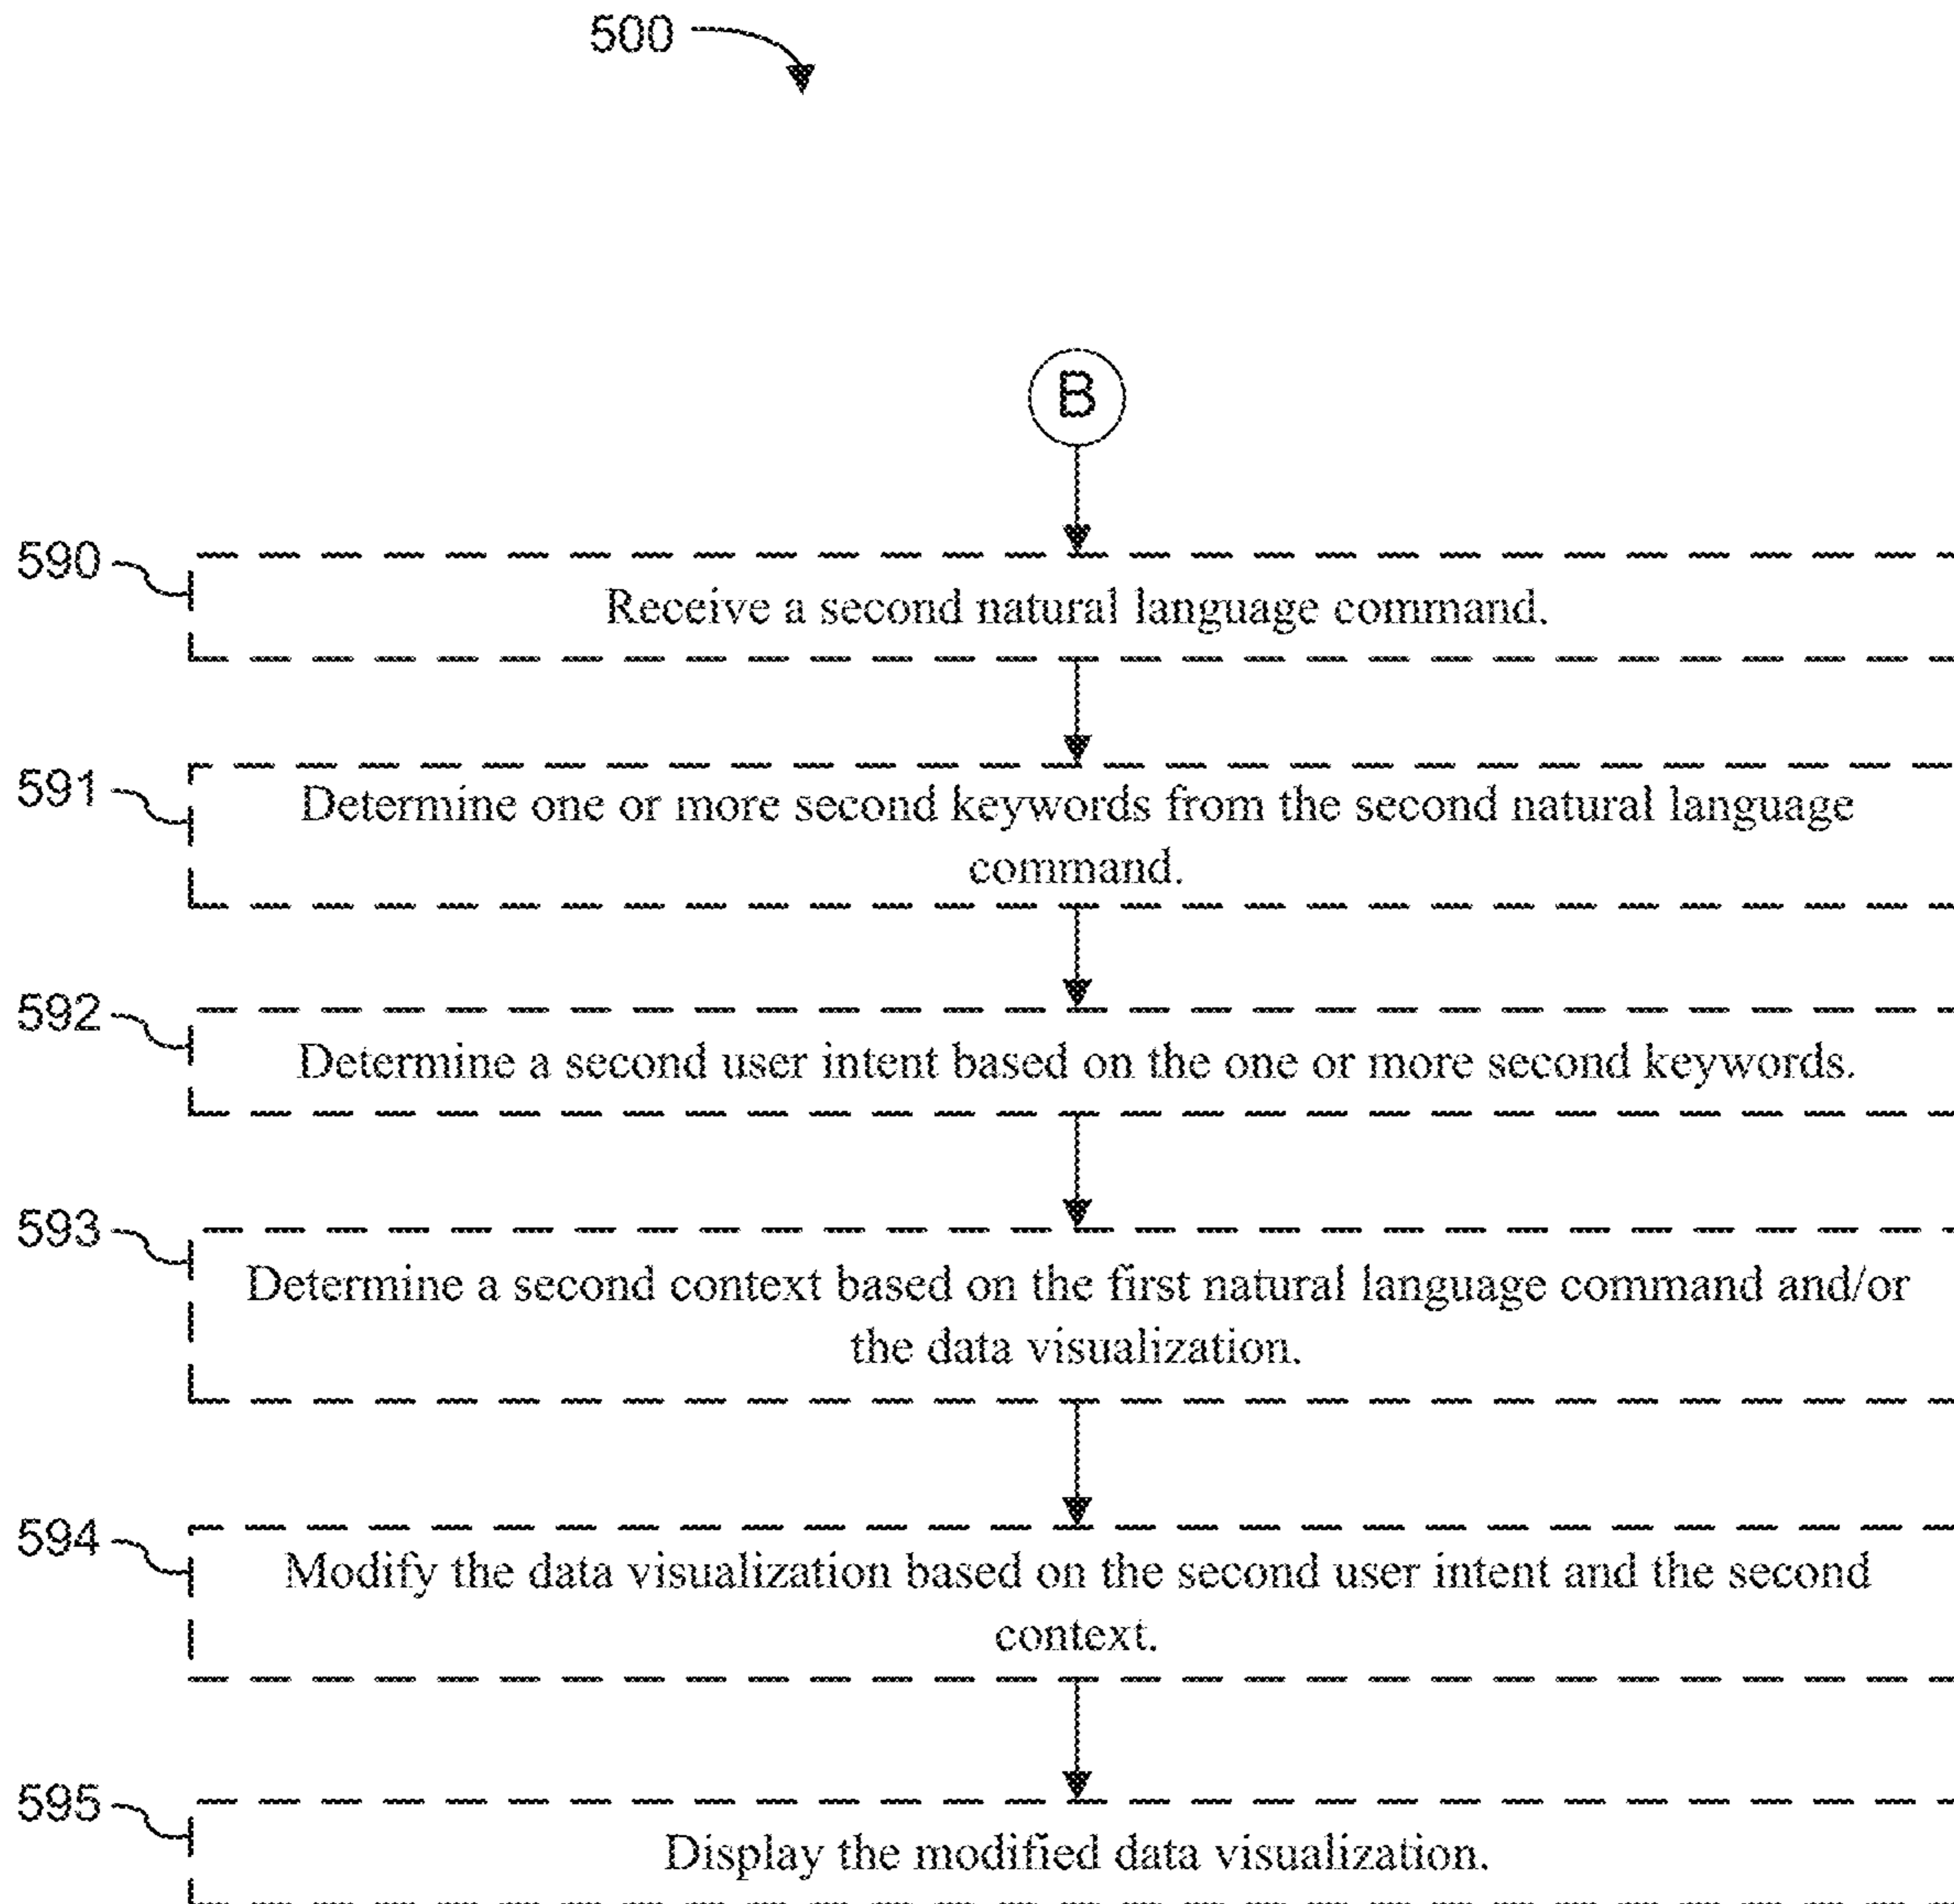 500
B
590
Receive a second natural language command.
591
Determine one or more second keywords from the second natural language
command.
592
Determine a second user intent based on the one or more second keywords.
593
Determine a second context based on the first natural language command and/or
the data visualization.
594
Modify the data visualization based on the second user intent and the second
context.
595
Display the modified data visualization.